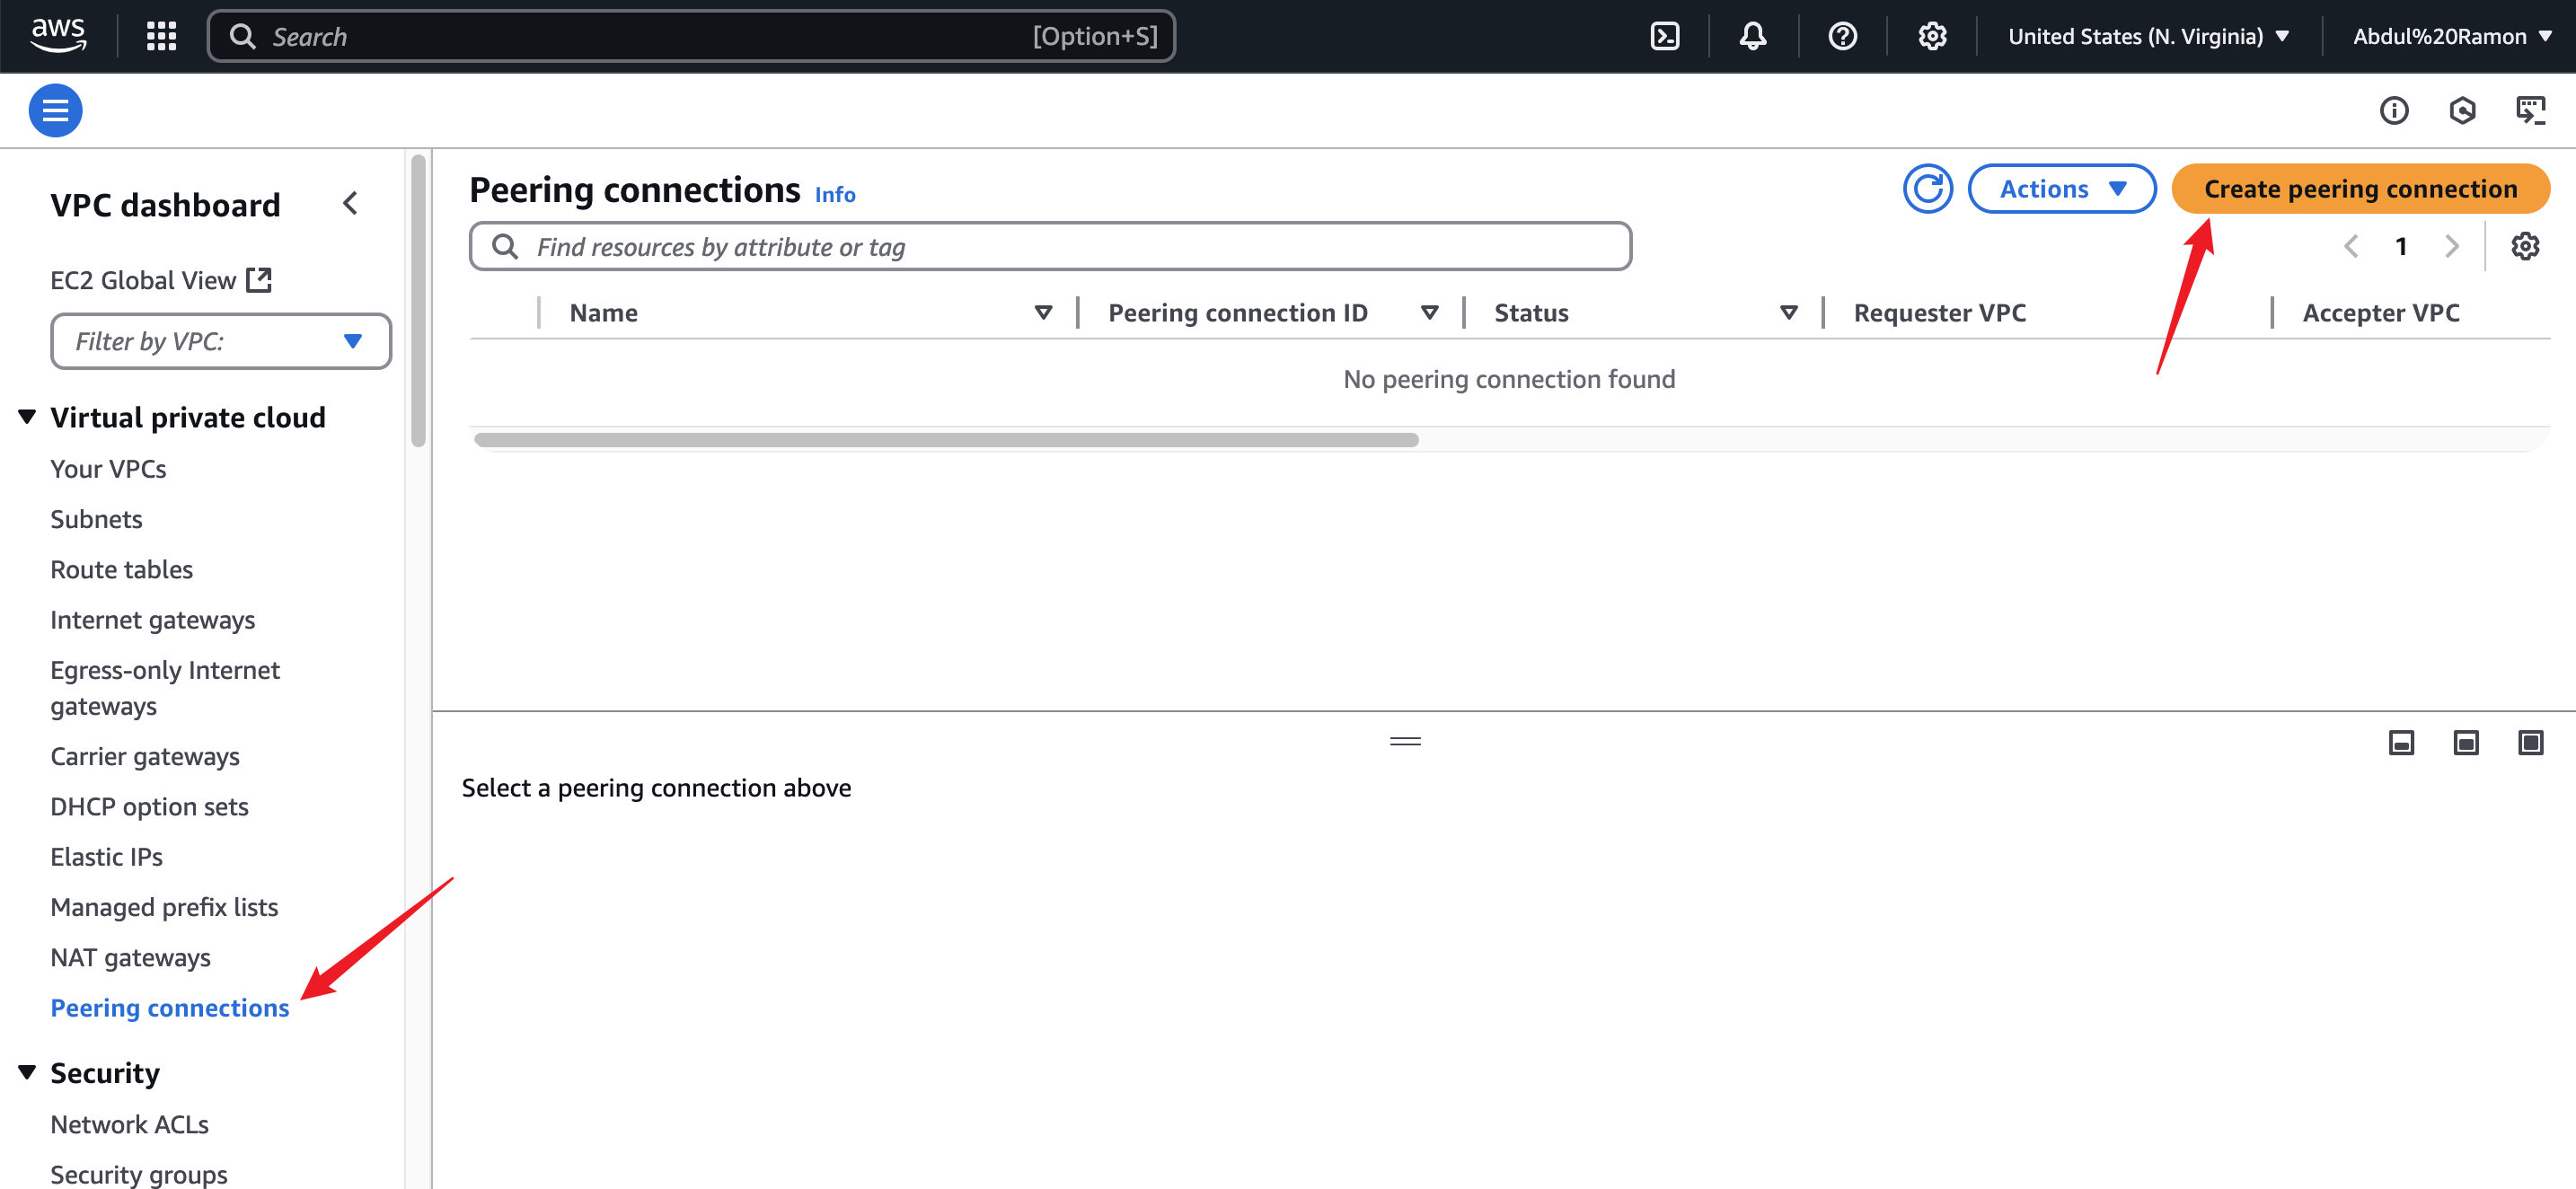 aws
Search
[Option+S]
United States (N. Virginia)
Abdul%20Ramon
VPC dashboard
EC2 Global View
Filter by VPC:
Virtual private cloud
Your VPCs
Subnets
Route tables
Internet gateways
Egress-only Internet
gateways
Carrier gateways
DHCP option sets
Elastic IPs
Managed prefix lists
NAT gateways
Peering connections
Security
Network ACLs
Security groups
Peering connections Info
Actions
Create peering connection
Find resources by attribute or tag
1
Name
Peering connection ID
Status
Requester VPC
Accepter VPC
No peering connection found
Select a peering connection above